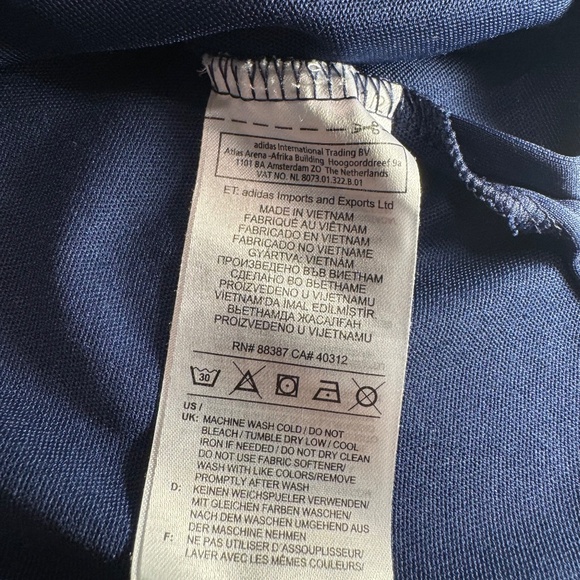 adidas International Trading BV
Atlas Arena -Afrika Building Hoogoorddreef 9a
1101 BA Amsterdam ZO The Netherlands
VAT NO. NL 8073.01.322.B.01
ET: adidas Imports and Exports Ltd
MADE IN VIETNAM
FABRIQUÉ AU VIÊTNAM
FABRICADO EN VIETNAM
FABRICADO NO VIETNAME
GYÁRTVA: VIETNÁM
ПРОИЗВЕДЕНО ВЪВ ВИЕТНАМ
СДЕЛАНО ВО ВЬЕТНАМЕ
PROIZVEDENO U VIJETNAMU
VIETNAM'DA IMAL EDİLMİŞTİR
ВЬЕТНАМДА ЖАСАЛҒАН
PROIZVEDENO U VIJETNAMU
RN# 88387 CA# 40312
30
US /
UK: MACHINE WASH COLD / DO NOT
BLEACH / TUMBLE DRY LOW / COOL
IRON IF NEEDED / DO NOT DRY CLEAN
DO NOT USE FABRIC SOFTENER/
WASH WITH LIKE COLORS/REMOVE
PROMPTLY AFTER WASH
D: KEINEN WEICHSPUELER VERWENDEN/
MIT GLEICHEN FARBEN WASCHEN/
NACH DEM WASCHEN UMGEHEND AUS
DER MASCHINE NEHMEN
F: NE PAS UTILISER D'ASSOUPLISSEUR/
LAVER AVEC LES MÊMES COULEURS/